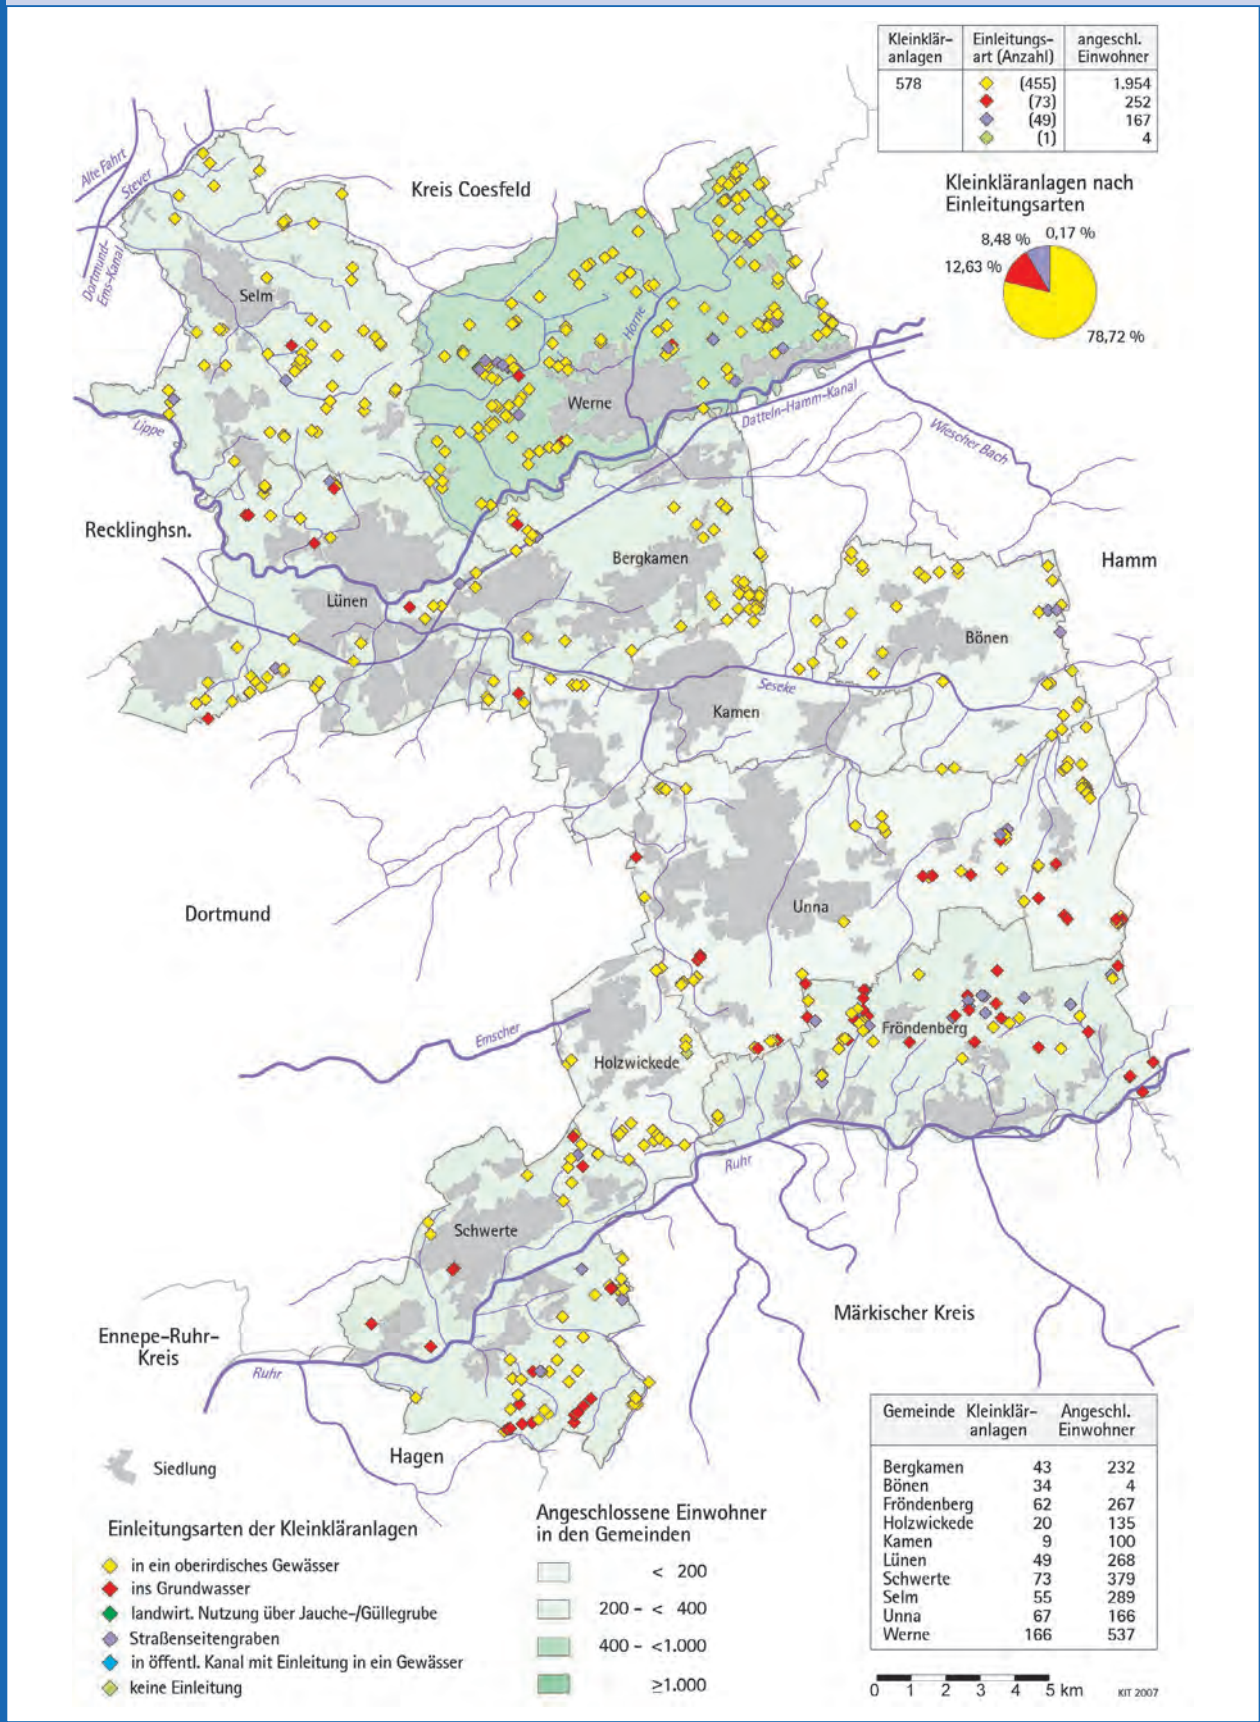 Kleinklär-
anlagen
Einleitungs-
art (Anzahl)
angeschl.
Einwohner
578
(455) 1.954
(73) 252
(49) 167
(1) 4
Kleinkläranlagen nach
Einleitungsarten
8,48 %
0,17 %
12,63 %
78,72 %
Alte Fahrt
Stever
Dortmund-
Ems-Kanal
Kreis Coesfeld
Selm
Horne
Werne
Datteln-Hamm-Kanal
Lippe
Wiescher Bach
Recklinghsn.
Bergkamen
Hamm
Lünen
Bönen
Seseke
Kamen
Dortmund
Unna
Emscher
Fröndenberg
Holzwickede
Ruhr
Schwerte
Märkischer Kreis
Ennepe-Ruhr-
Kreis
Ruhr
Hagen
Siedlung
Einleitungsarten der Kleinkläranlagen
in ein oberirdisches Gewässer
ins Grundwasser
landwirt. Nutzung über Jauche-/Güllegrube
Straßenseitengraben
in öffentl. Kanal mit Einleitung in ein Gewässer
keine Einleitung
Angeschlossene Einwohner
in den Gemeinden
< 200
200 - < 400
400 - <1.000
≥1.000
Gemeinde
Kleinklär-
anlagen
Angeschl.
Einwohner
Bergkamen 43 232
Bönen 34 4
Fröndenberg 62 267
Holzwickede 20 135
Kamen 9 100
Lünen 49 268
Schwerte 73 379
Selm 55 289
Unna 67 166
Werne 166 537
0 1 2 3 4 5 km
KIT 2007